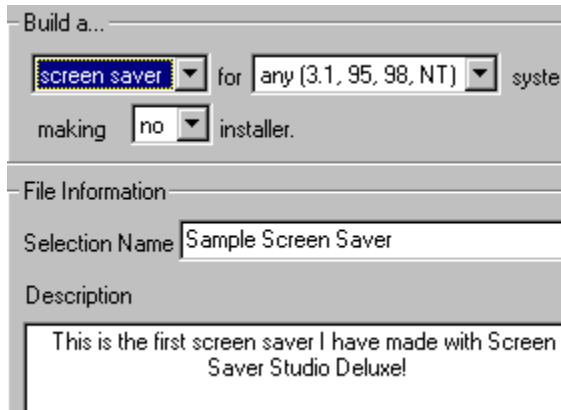 Build a...
screen saver for any (3.1, 95, 98, NT) syste
making no installer.
File Information
Selection Name Sample Screen Saver
Description
This is the first screen saver I have made with Screen
Saver Studio Deluxe!